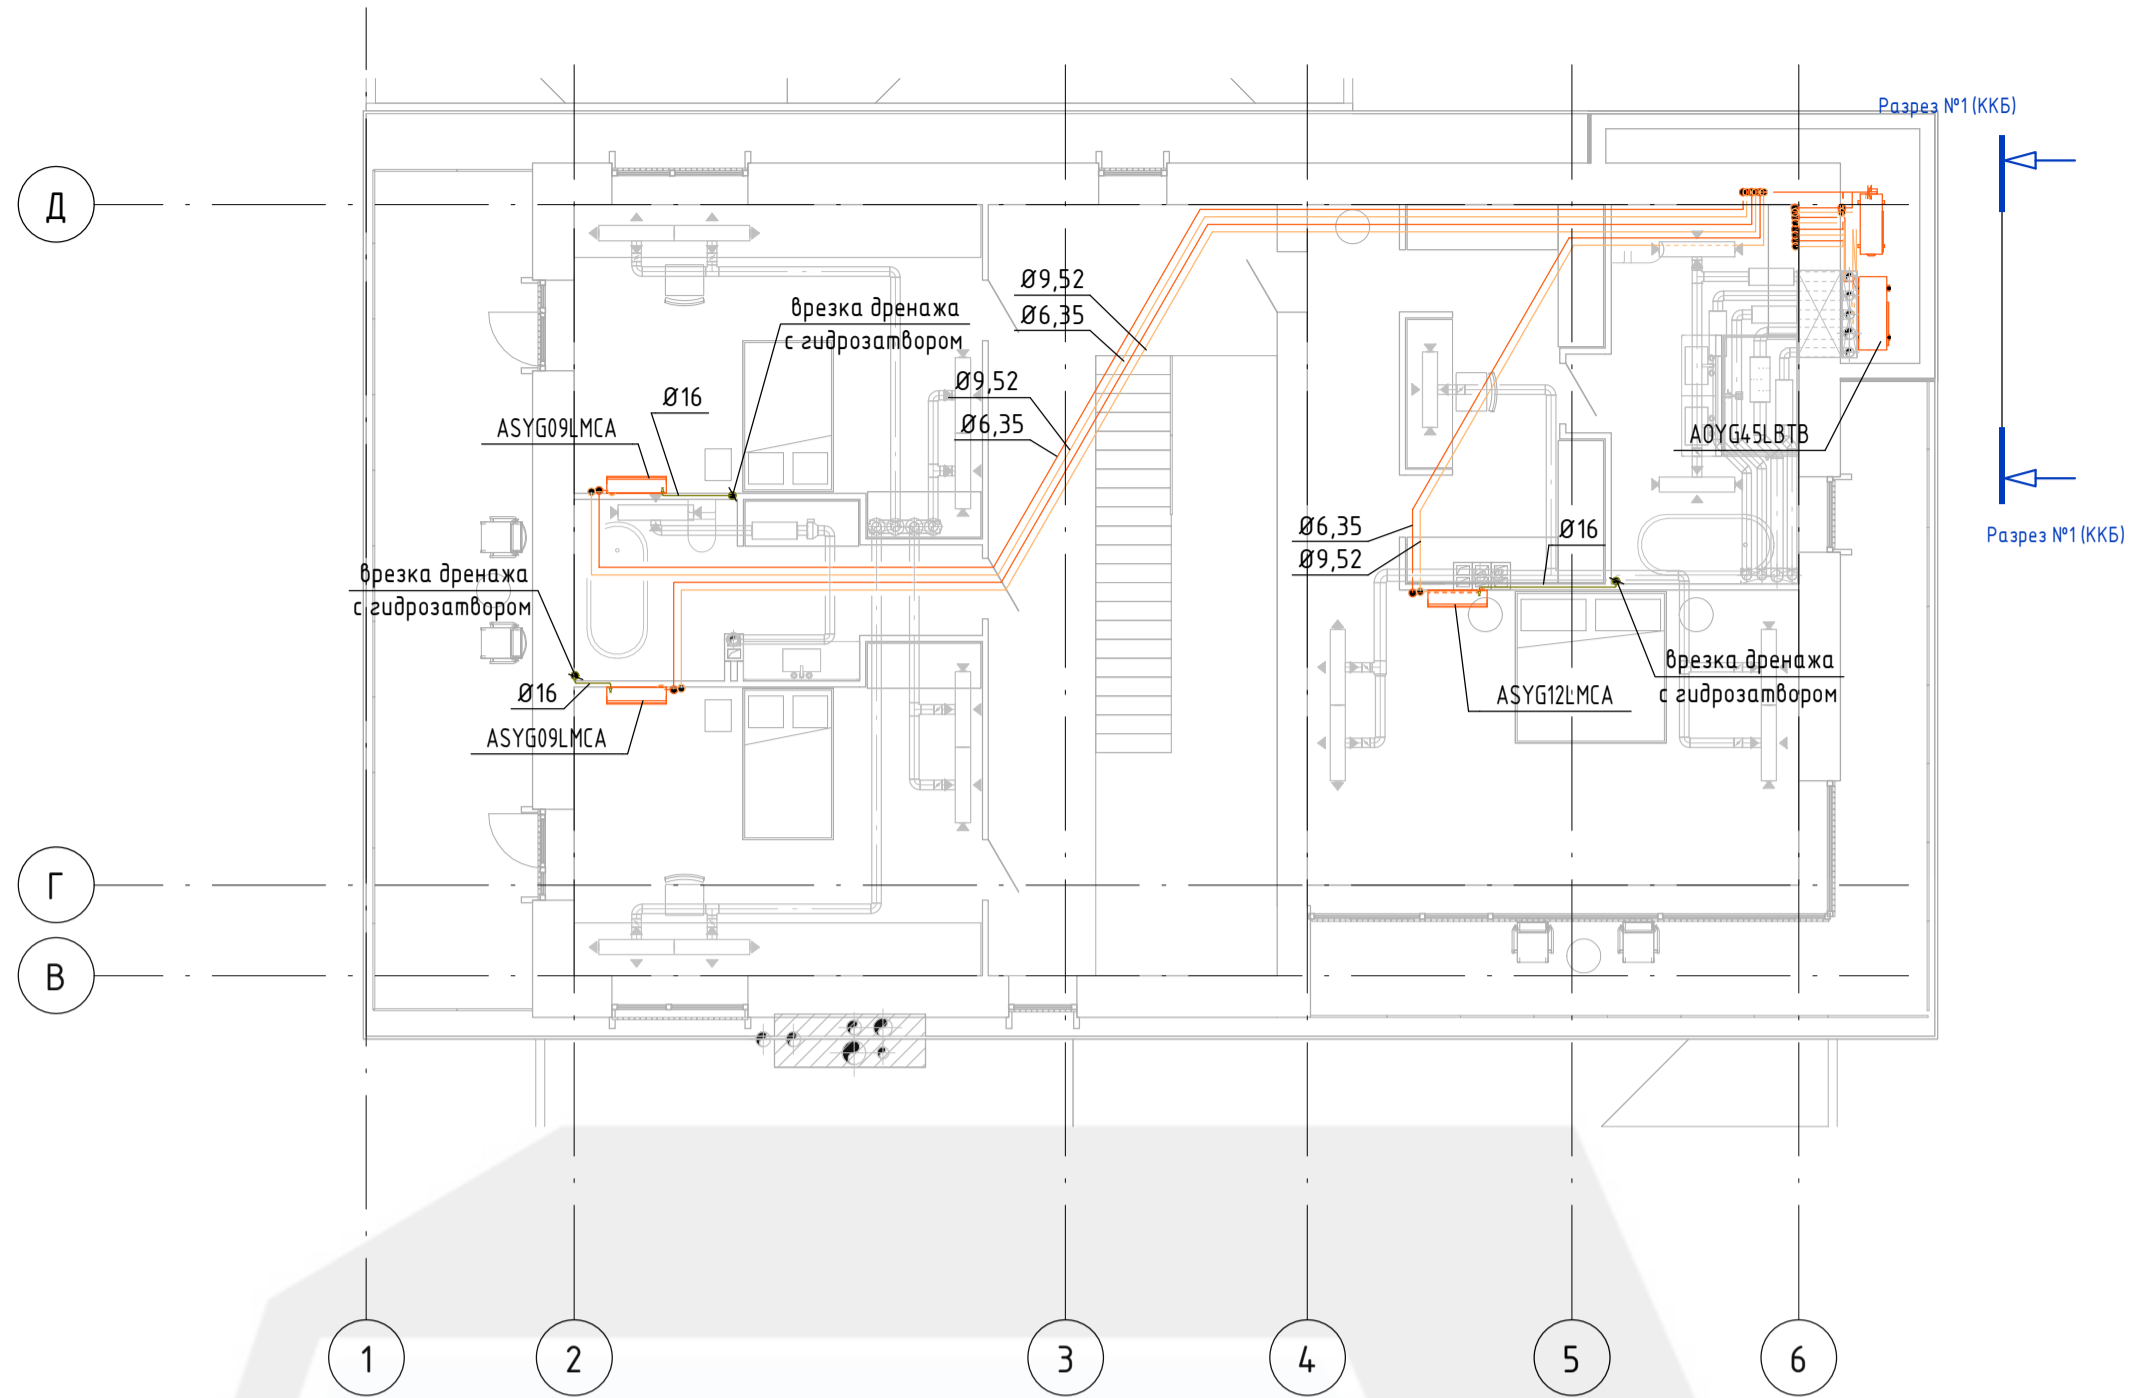 Разрез №1 (ККБ)
Д
Ø9,52
Ø6,35
врезка дренажа
с гидрозатвором
Ø9,52
Ø6,35
Ø16
ASYG09LMCA
AOYG45LBTB
Разрез №1 (ККБ)
Ø6,35
Ø9,52
Ø16
врезка дренажа
с гидрозатвором
Ø16
ASYG09LMCA
врезка дренажа
с гидрозатвором
ASYG12LMCA
Г
В
1
2
3
4
5
6